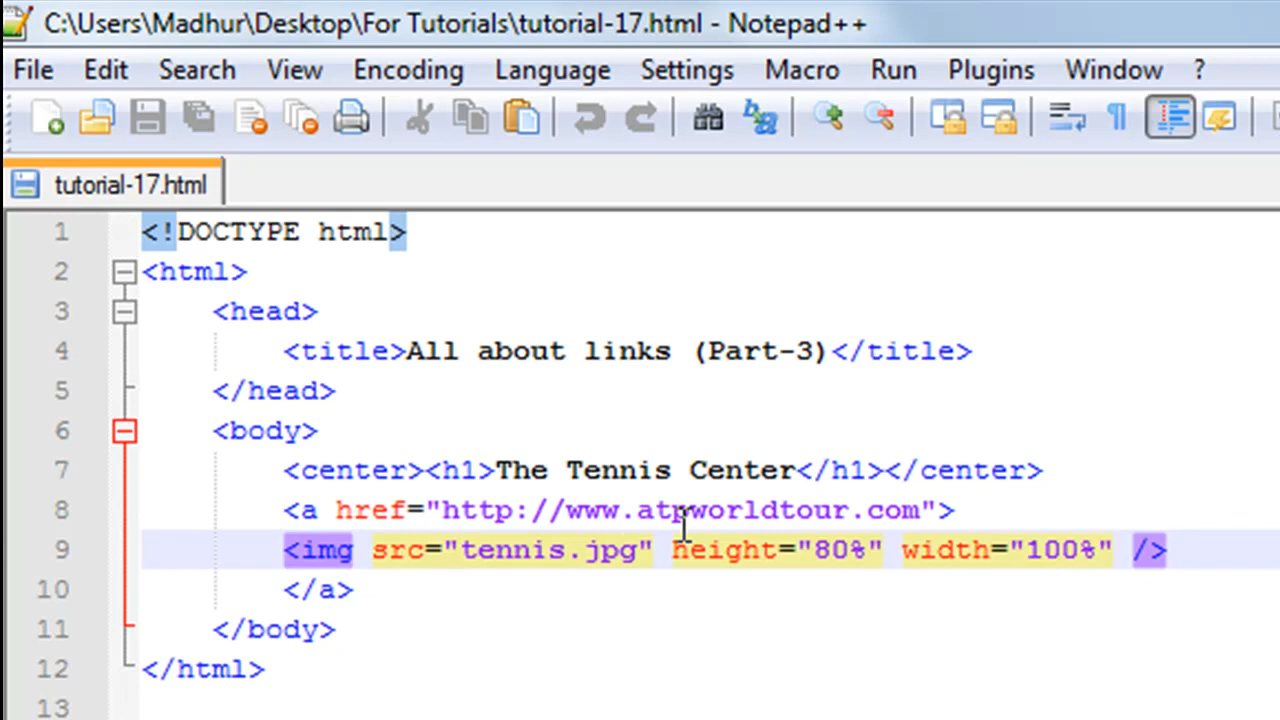 C:\Users\Madhur\Desktop\For Tutorials\tutorial-17.html - Notepad++
File Edit Search View Encoding Language Settings Macro Run Plugins Window ?
tutorial-17.html
1 <!DOCTYPE html>
2 <html>
3 <head>
4 <title>All about links (Part-3)</title>
5 </head>
6 <body>
7 <center><h1>The Tennis Center</h1></center>
8 <a href="http://www.atpworldtour.com">
9 <img src="tennis.jpg" height="80%" width="100%" />
10 </a>
11 </body>
12 </html>
13